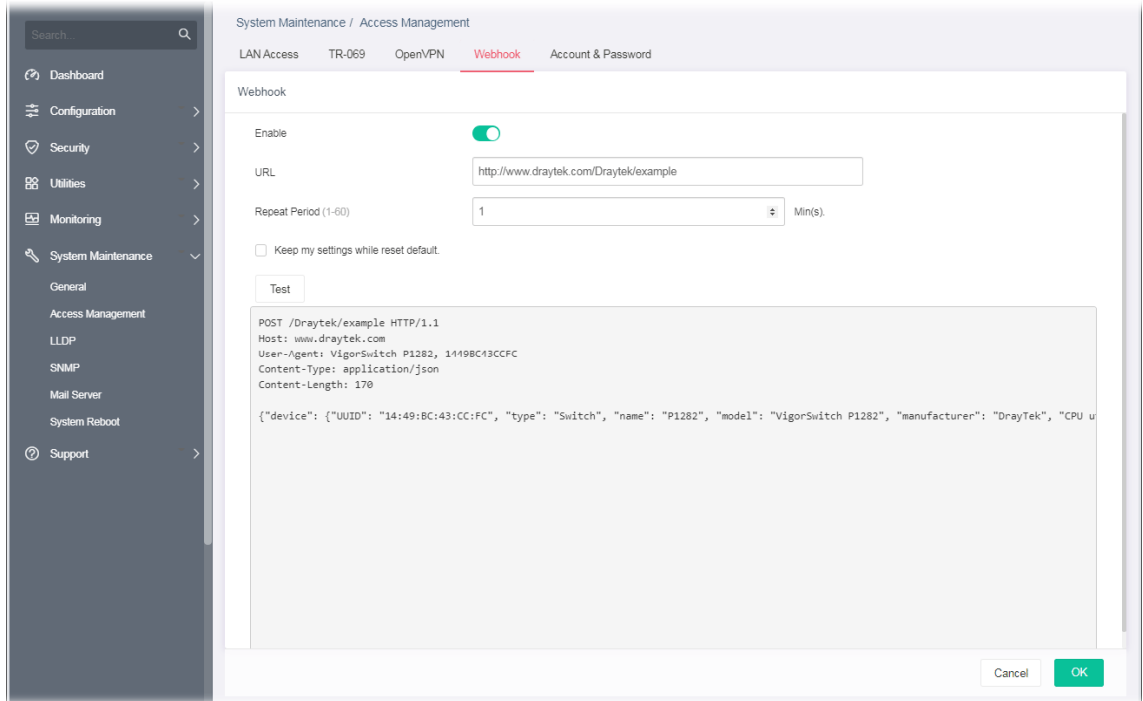 Search...
Dashboard
Configuration
Security
Utilities
Monitoring
System Maintenance
General
Access Management
LLDP
SNMP
Mail Server
System Reboot
Support
System Maintenance / Access Management
LAN Access TR-069 OpenVPN Webhook Account & Password
Webhook
Enable
URL http://www.draytek.com/Draytek/example
Repeat Period (1-60) 1 Min(s).
Keep my settings while reset default.
Test
POST /Draytek/example HTTP/1.1
Host: www.draytek.com
User-Agent: VigorSwitch P1282, 1449BC43CCFC
Content-Type: application/json
Content-Length: 170
{"device": {"UUID": "14:49:BC:43:CC:FC", "type": "Switch", "name": "P1282", "model": "VigorSwitch P1282", "manufacturer": "DrayTek", "CPU u
Cancel OK